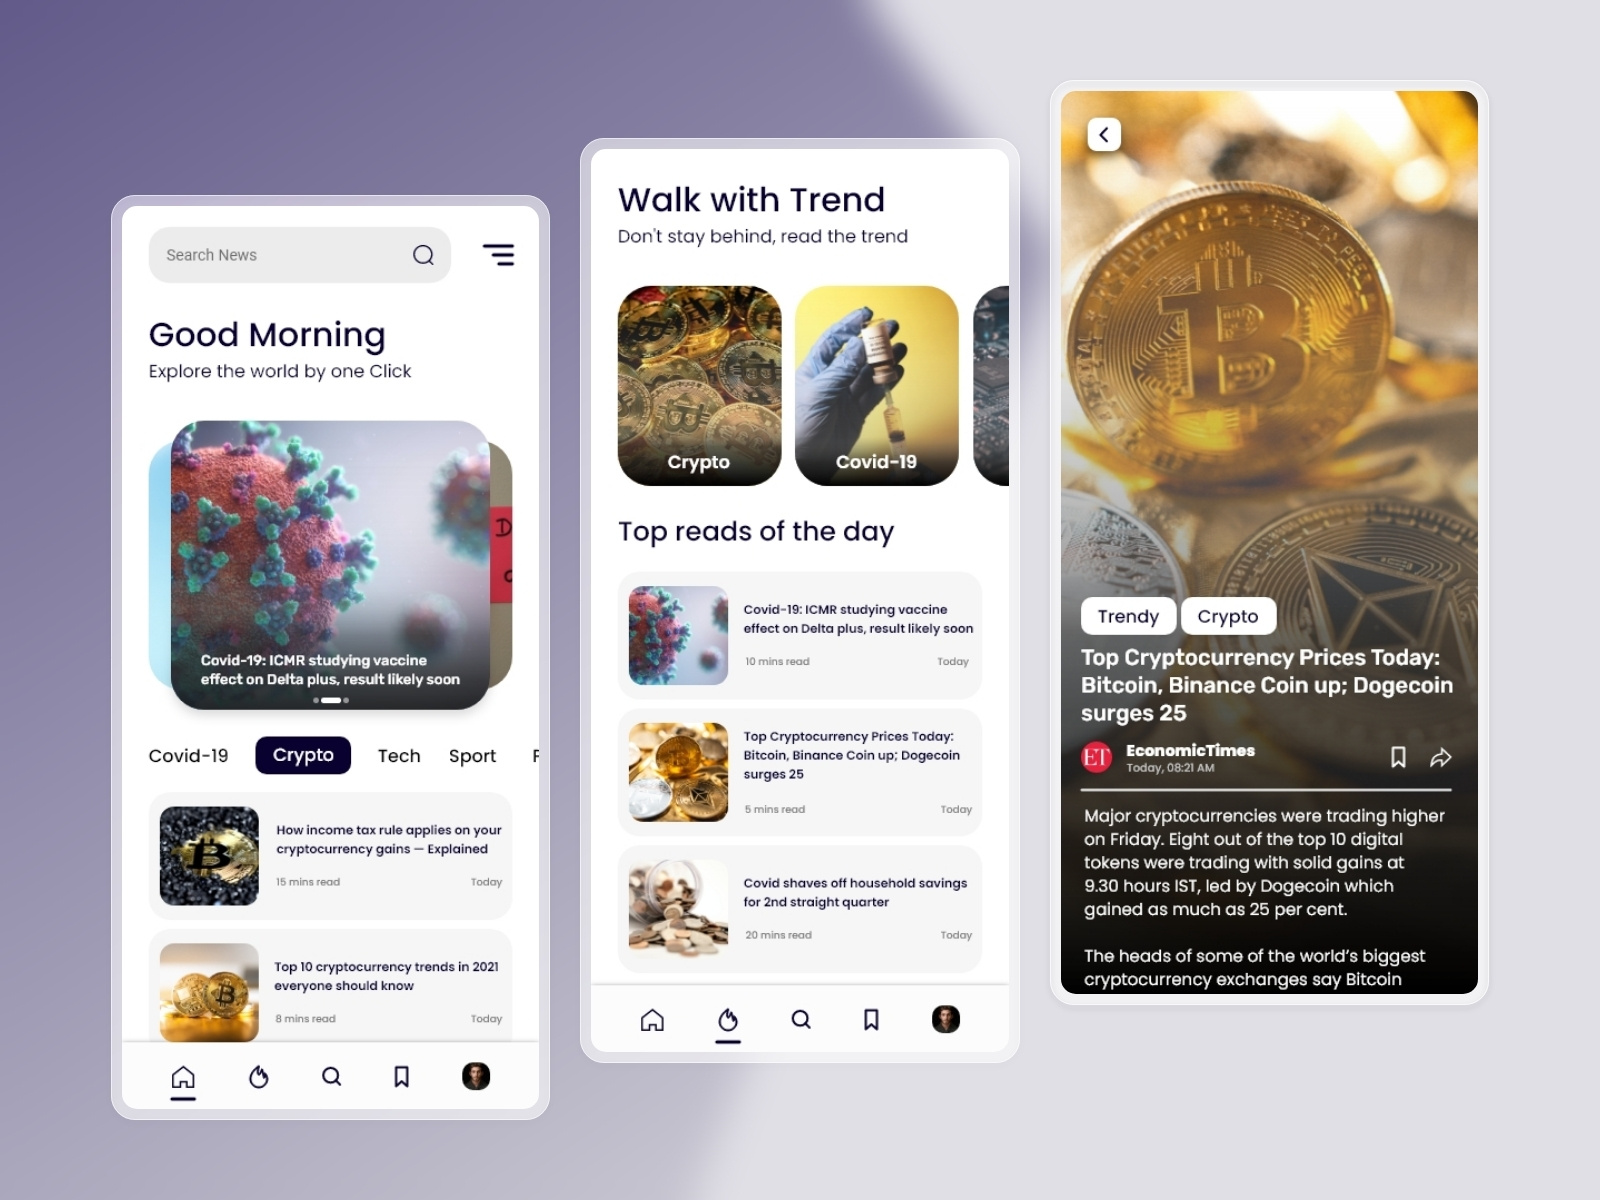 Search News
Good Morning
Explore the world by one Click
D
Covid-19: ICMR studying vaccine
effect on Delta plus, result likely soon
Covid-19 Crypto Tech Sport F
How income tax rule applies on your
cryptocurrency gains — Explained
15 mins read Today
Top 10 cryptocurrency trends in 2021
everyone should know
8 mins read Today
Walk with Trend
Don't stay behind, read the trend
Crypto
Covid-19
Top reads of the day
Covid-19: ICMR studying vaccine
effect on Delta plus, result likely soon
10 mins read Today
Top Cryptocurrency Prices Today:
Bitcoin, Binance Coin up; Dogecoin
surges 25
5 mins read Today
Covid shaves off household savings
for 2nd straight quarter
20 mins read Today
Trendy Crypto
Top Cryptocurrency Prices Today:
Bitcoin, Binance Coin up; Dogecoin
surges 25
ET
EconomicTimes
Today, 08:21 AM
Major cryptocurrencies were trading higher
on Friday. Eight out of the top 10 digital
tokens were trading with solid gains at
9.30 hours IST, led by Dogecoin which
gained as much as 25 per cent.
The heads of some of the world’s biggest
cryptocurrency exchanges say Bitcoin